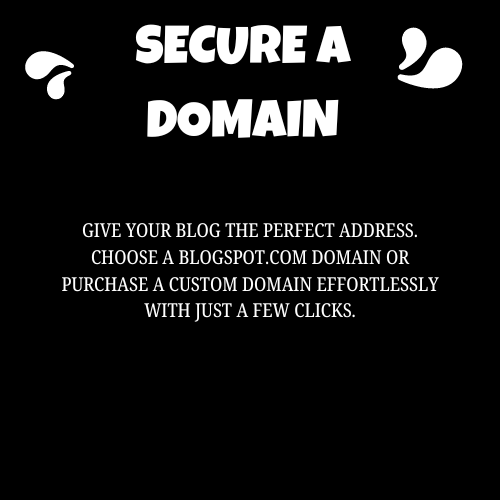 SECURE A
DOMAIN
GIVE YOUR BLOG THE PERFECT ADDRESS.
CHOOSE A BLOGSPOT.COM DOMAIN OR
PURCHASE A CUSTOM DOMAIN EFFORTLESSLY
WITH JUST A FEW CLICKS.